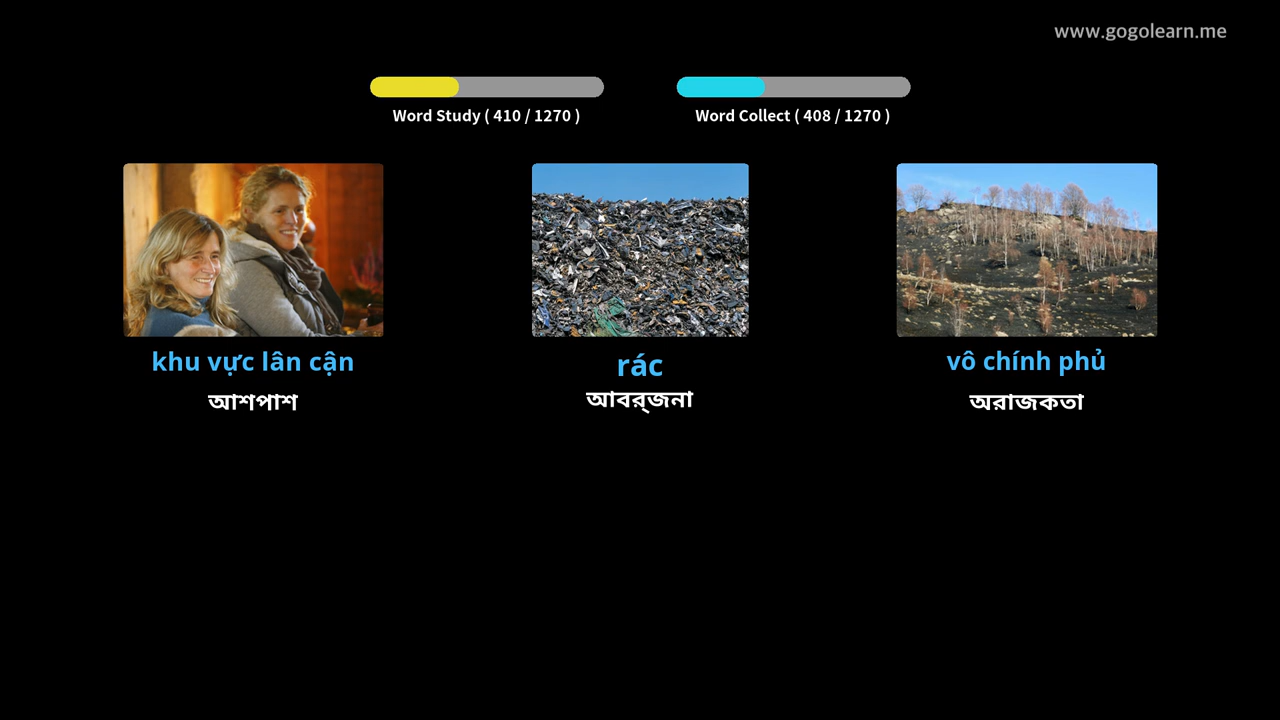 www.gogolearn.me
Word Study ( 410 / 1270 )
Word Collect ( 408 / 1270 )
khu vực lân cận
rác
vô chính phủ
আশপাশ
আবর্জনা
অরাজকতা